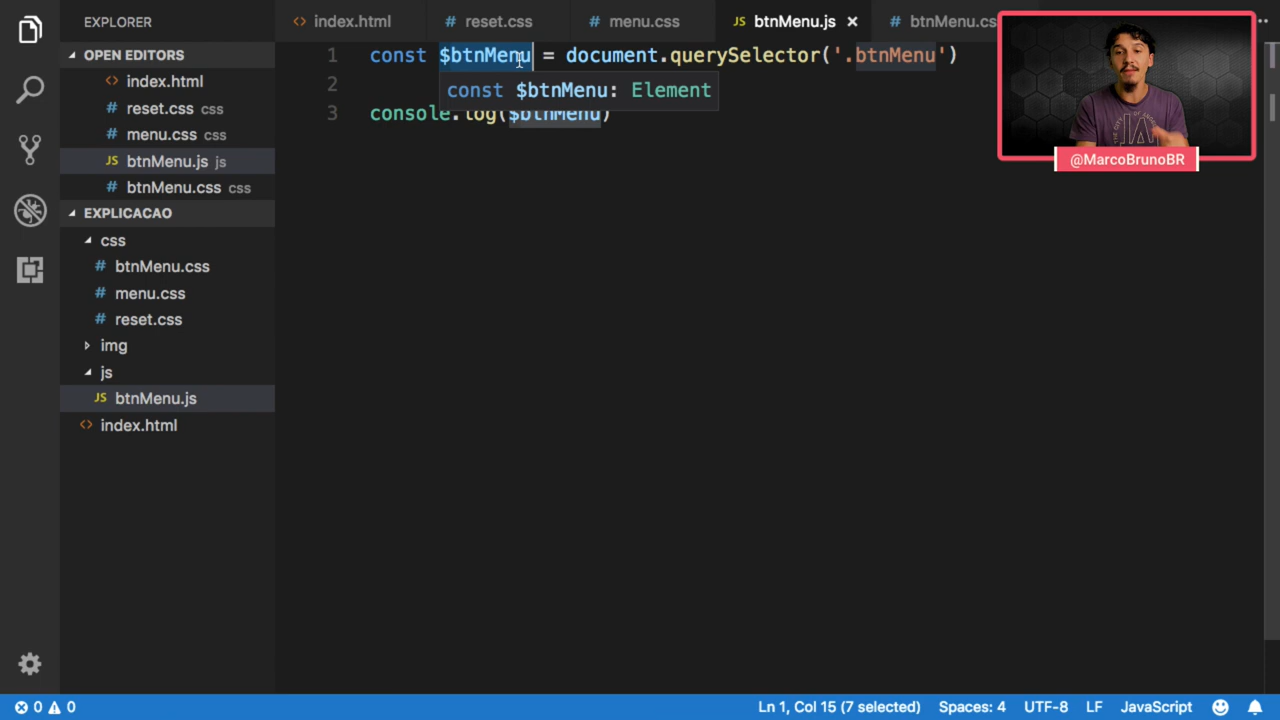 EXPLORER
index.html
reset.css
menu.css
btnMenu.js
btnMenu.cs
OPEN EDITORS
index.html
reset.css css
menu.css css
btnMenu.js js
btnMenu.css css
EXPLICACAO
css
btnMenu.css
menu.css
reset.css
img
js
btnMenu.js
index.html
1 const $btnMenu = document.querySelector('.btnMenu')
2
const $btnMenu: Element
3 console.log($btnMenu)
@MarcoBrunoBR
0 0
Ln 1, Col 15 (7 selected) Spaces: 4 UTF-8 LF JavaScript